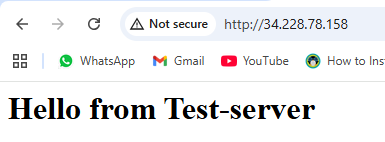 Not secure http://34.228.78.158
WhatsApp Gmail YouTube How to Ins
Hello from Test-server